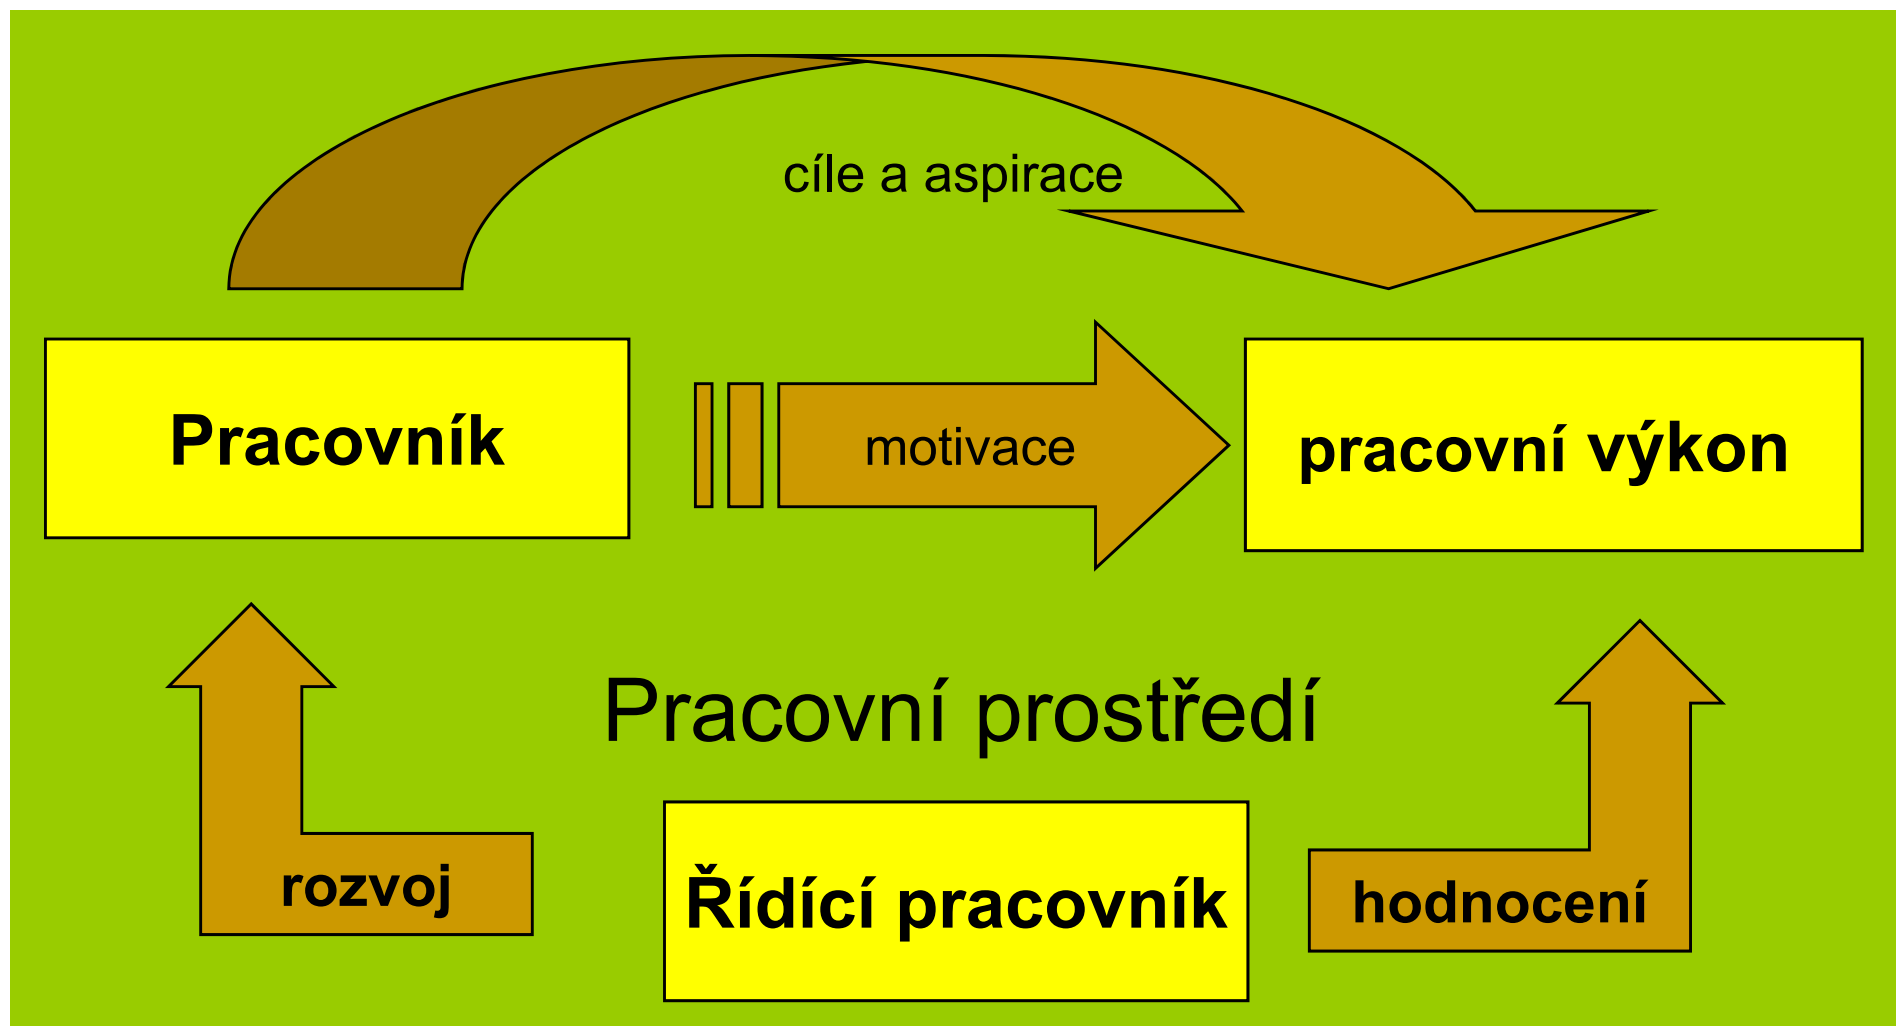 cíle a aspirace
Pracovník
motivace
pracovní výkon
Pracovní prostředí
rozvoj
Řídící pracovník
hodnocení